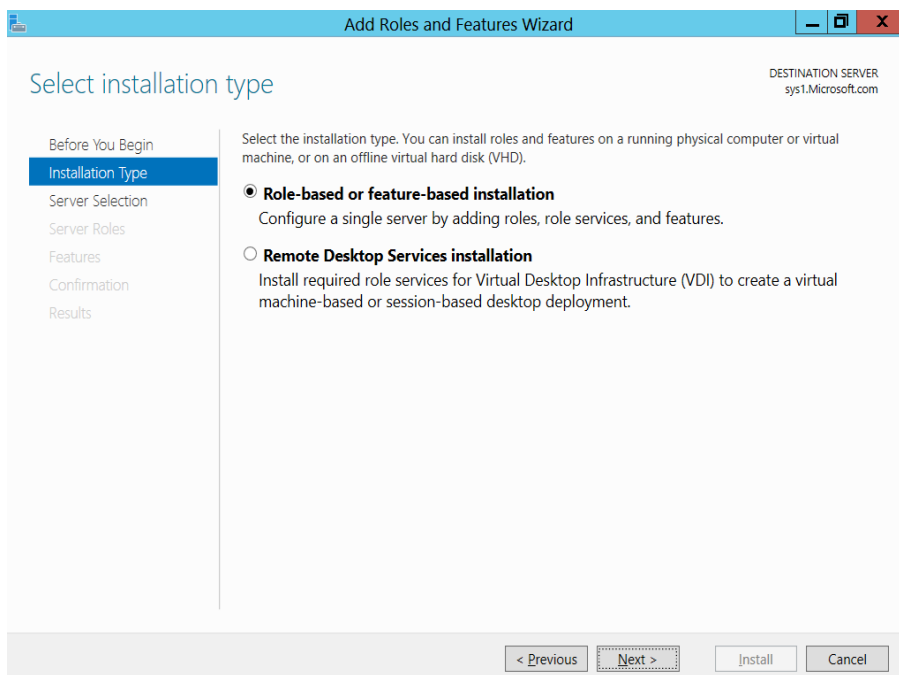 Add Roles and Features Wizard
Select installation type
DESTINATION SERVER
sys1.Microsoft.com
Before You Begin
Installation Type
Server Selection
Server Roles
Features
Confirmation
Results
Select the installation type. You can install roles and features on a running physical computer or virtual
machine, or on an offline virtual hard disk (VHD).
Role-based or feature-based installation
Configure a single server by adding roles, role services, and features.
Remote Desktop Services installation
Install required role services for Virtual Desktop Infrastructure (VDI) to create a virtual
machine-based or session-based desktop deployment.
< Previous Next > Install Cancel